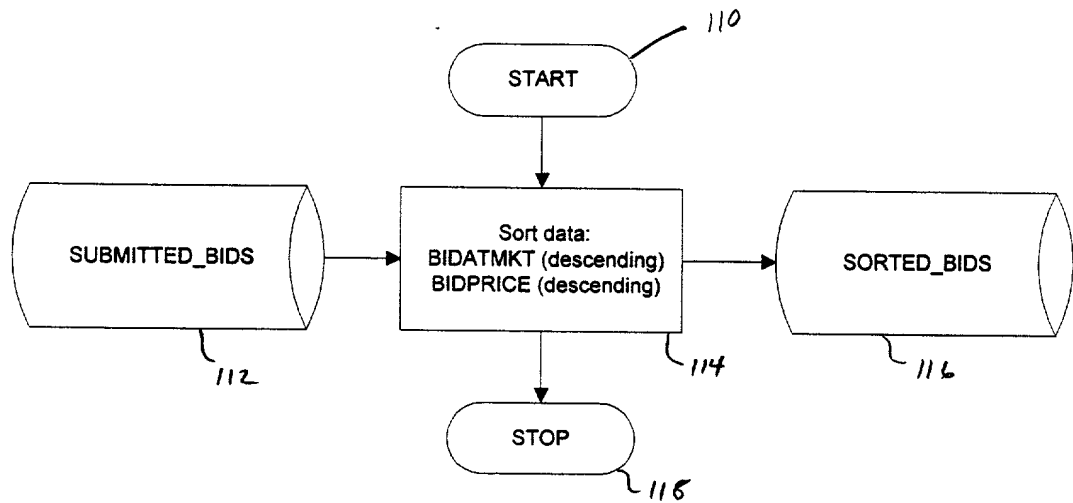 110
START
SUBMITTED_BIDS
Sort data:
BIDATMKT (descending)
BIDPRICE (descending)
SORTED_BIDS
112
114
116
STOP
118